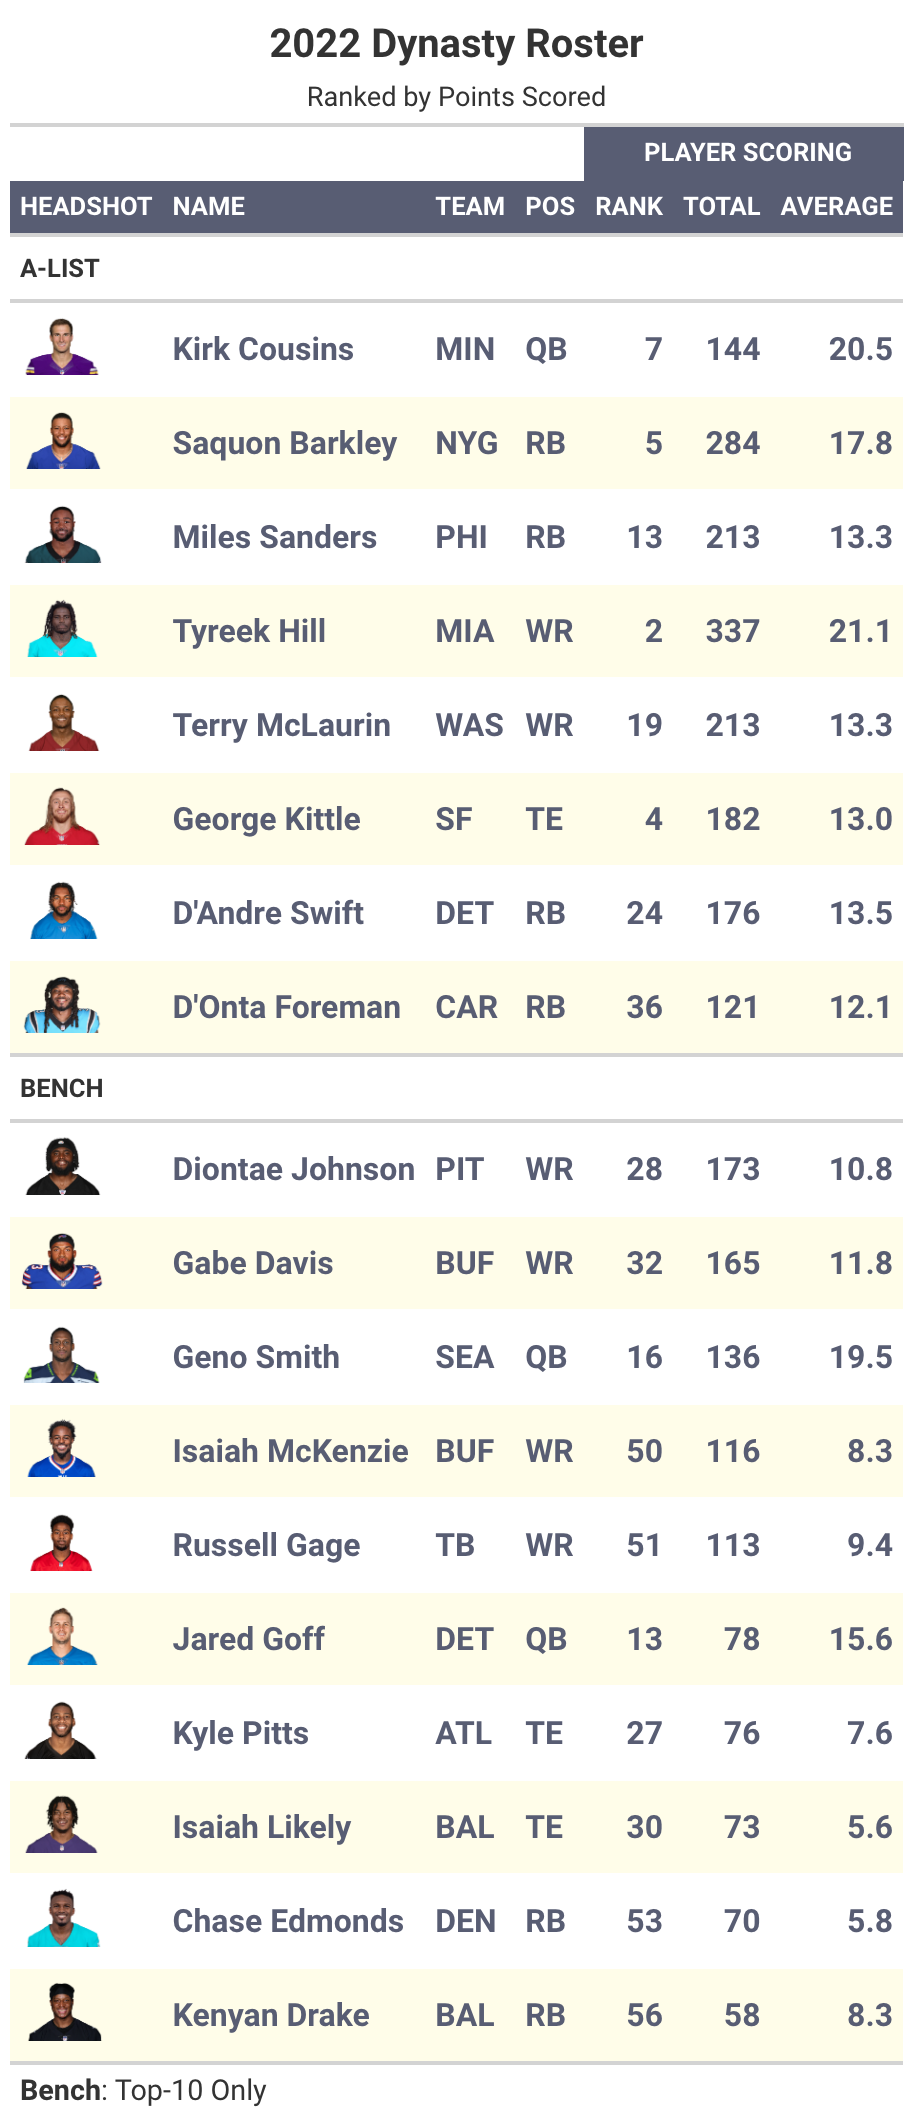 2022 Dynasty Roster
Ranked by Points Scored
PLAYER SCORING
HEADSHOT NAME TEAM POS RANK TOTAL AVERAGE
A-LIST
Kirk Cousins MIN QB 7 144 20.5
Saquon Barkley NYG RB 5 284 17.8
Miles Sanders PHI RB 13 213 13.3
Tyreek Hill MIA WR 2 337 21.1
Terry McLaurin WAS WR 19 213 13.3
George Kittle SF TE 4 182 13.0
D'Andre Swift DET RB 24 176 13.5
D'Onta Foreman CAR RB 36 121 12.1
BENCH
Diontae Johnson PIT WR 28 173 10.8
Gabe Davis BUF WR 32 165 11.8
Geno Smith SEA QB 16 136 19.5
Isaiah McKenzie BUF WR 50 116 8.3
Russell Gage TB WR 51 113 9.4
Jared Goff DET QB 13 78 15.6
Kyle Pitts ATL TE 27 76 7.6
Isaiah Likely BAL TE 30 73 5.6
Chase Edmonds DEN RB 53 70 5.8
Kenyan Drake BAL RB 56 58 8.3
Bench: Top-10 Only